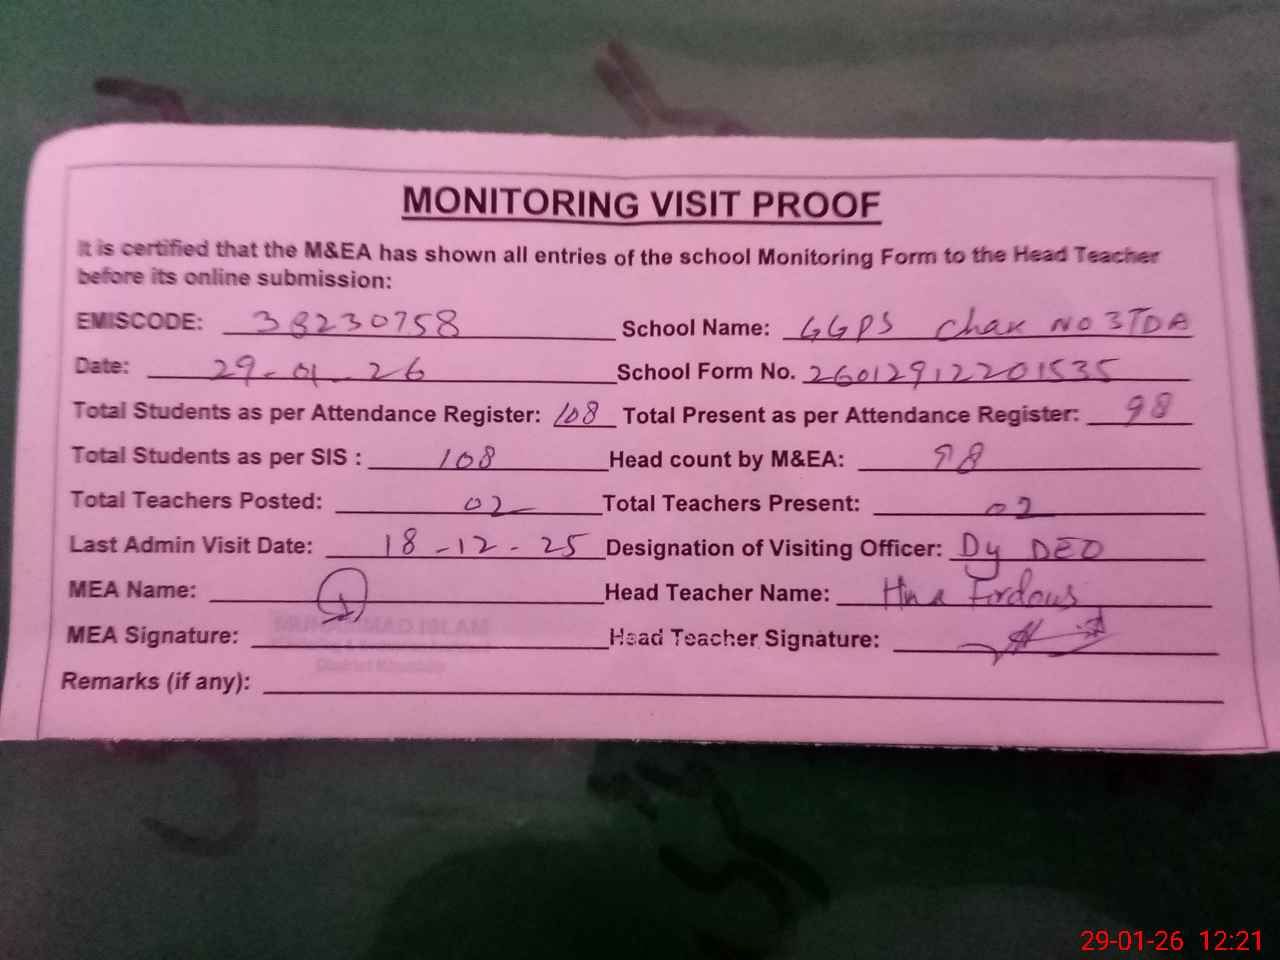 MONITORING VISIT PROOF
It is certified that the M&EA has shown all entries of the school Monitoring Form to the Head Teacher
before its online submission:
EMISCODE: 38230758 School Name: GGPS Chak NO 3TDA
Date: 29-01-26 School Form No. 260129122201535
Total Students as per Attendance Register: 108 Total Present as per Attendance Register: 98
Total Students as per SIS : 108 Head count by M&EA: 98
Total Teachers Posted: 02 Total Teachers Present: 02
Last Admin Visit Date: 18-12-25 Designation of Visiting Officer: Dy DEO
MEA Name: Head Teacher Name: Hina Firdous
MUHAMMAD ISLAM
MEA Signature: Head Teacher Signature:
District Khushab
Remarks (if any):
29-01-26 12:21